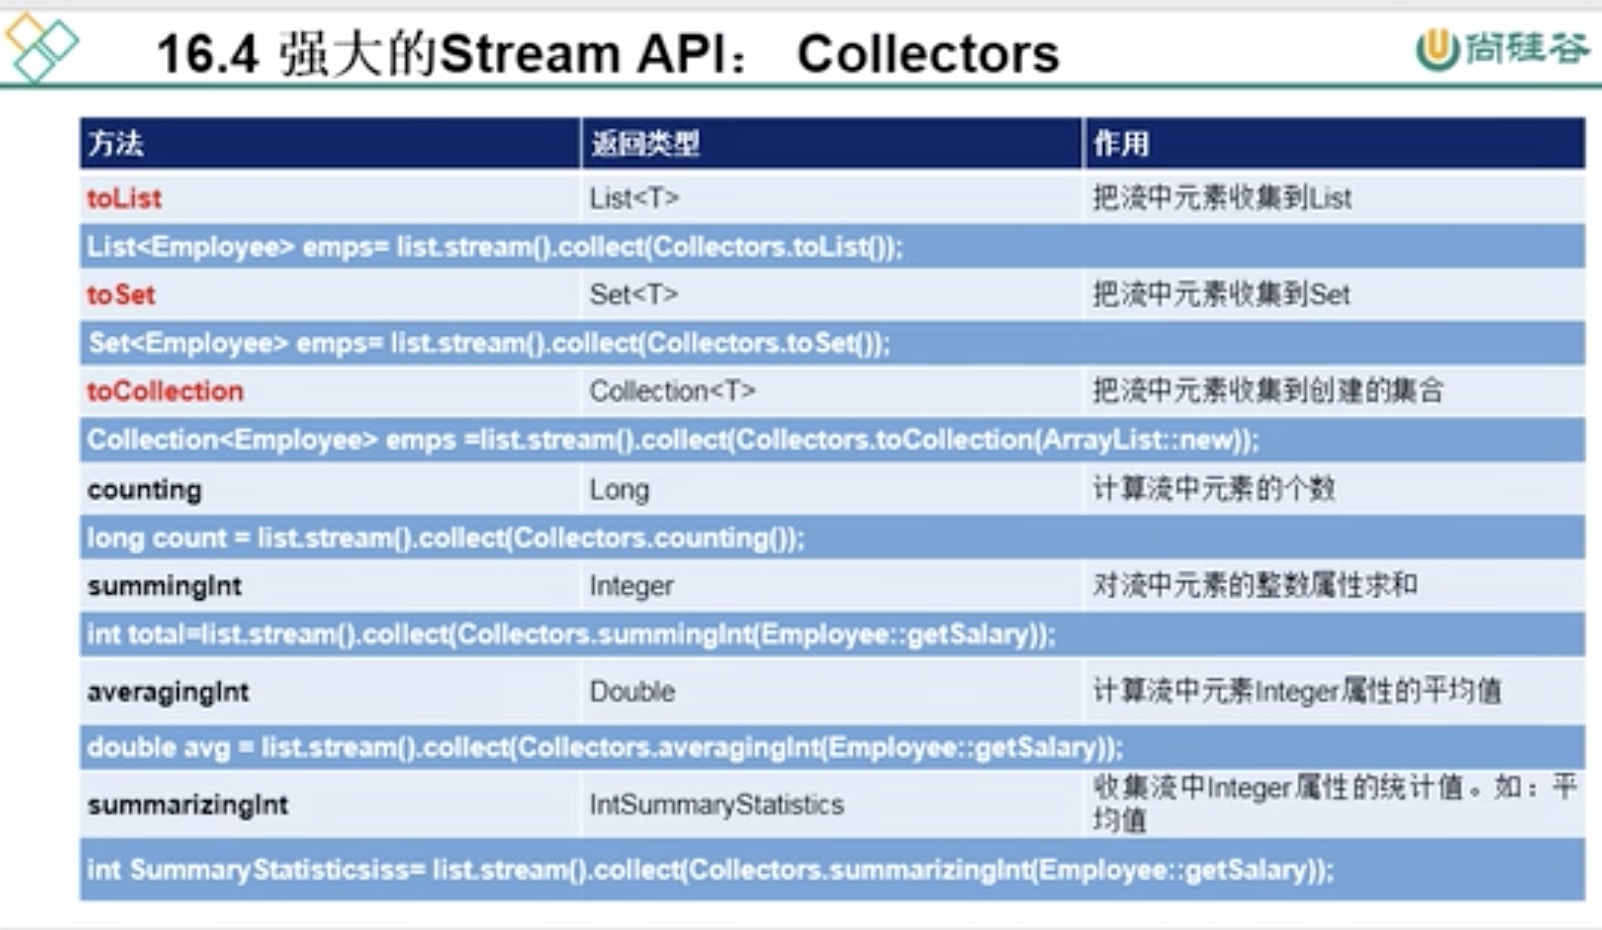 16.4 强大的Stream API： Collectors
尚硅谷
方法 返回类型 作用
toList List<T> 把流中元素收集到List
List<Employee> emps= list.stream().collect(Collectors.toList());
toSet Set<T> 把流中元素收集到Set
Set<Employee> emps= list.stream().collect(Collectors.toSet());
toCollection Collection<T> 把流中元素收集到创建的集合
Collection<Employee> emps =list.stream().collect(Collectors.toCollection(ArrayList::new));
counting Long 计算流中元素的个数
long count = list.stream().collect(Collectors.counting());
summingInt Integer 对流中元素的整数属性求和
int total=list.stream().collect(Collectors.summingInt(Employee::getSalary));
averagingInt Double 计算流中元素Integer属性的平均值
double avg = list.stream().collect(Collectors.averagingInt(Employee::getSalary));
summarizingInt IntSummaryStatistics 收集流中Integer属性的统计值。如：平
均值
int SummaryStatisticsiss= list.stream().collect(Collectors.summarizingInt(Employee::getSalary));